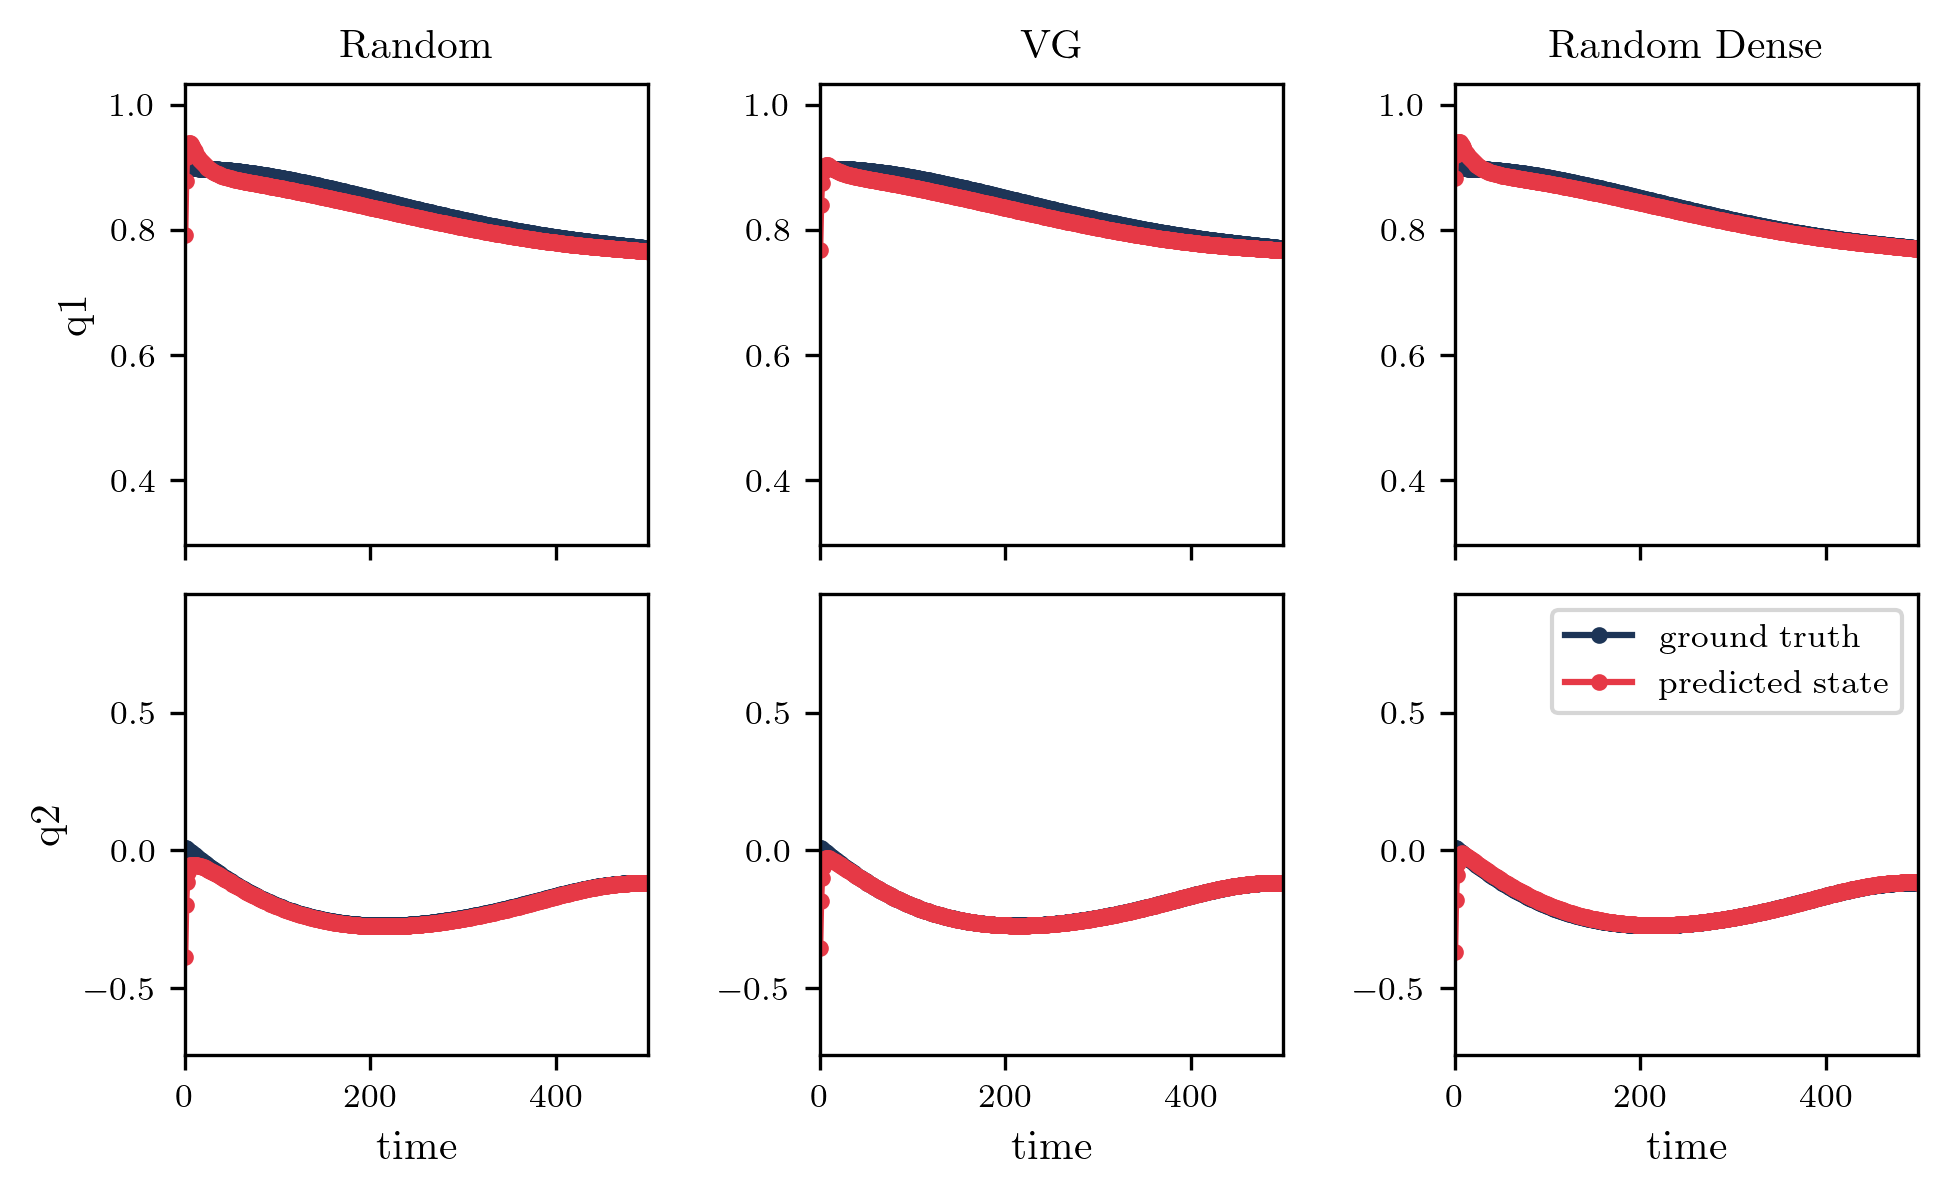 Random VG Random Dense
1.0 1.0 1.0
0.8 0.8 0.8
q1
0.6 0.6 0.6
0.4 0.4 0.4
ground truth
predicted state
0.5 0.5 0.5
q2
0.0 0.0 0.0
−0.5 −0.5 −0.5
0 200 400 0 200 400 0 200 400
time time time